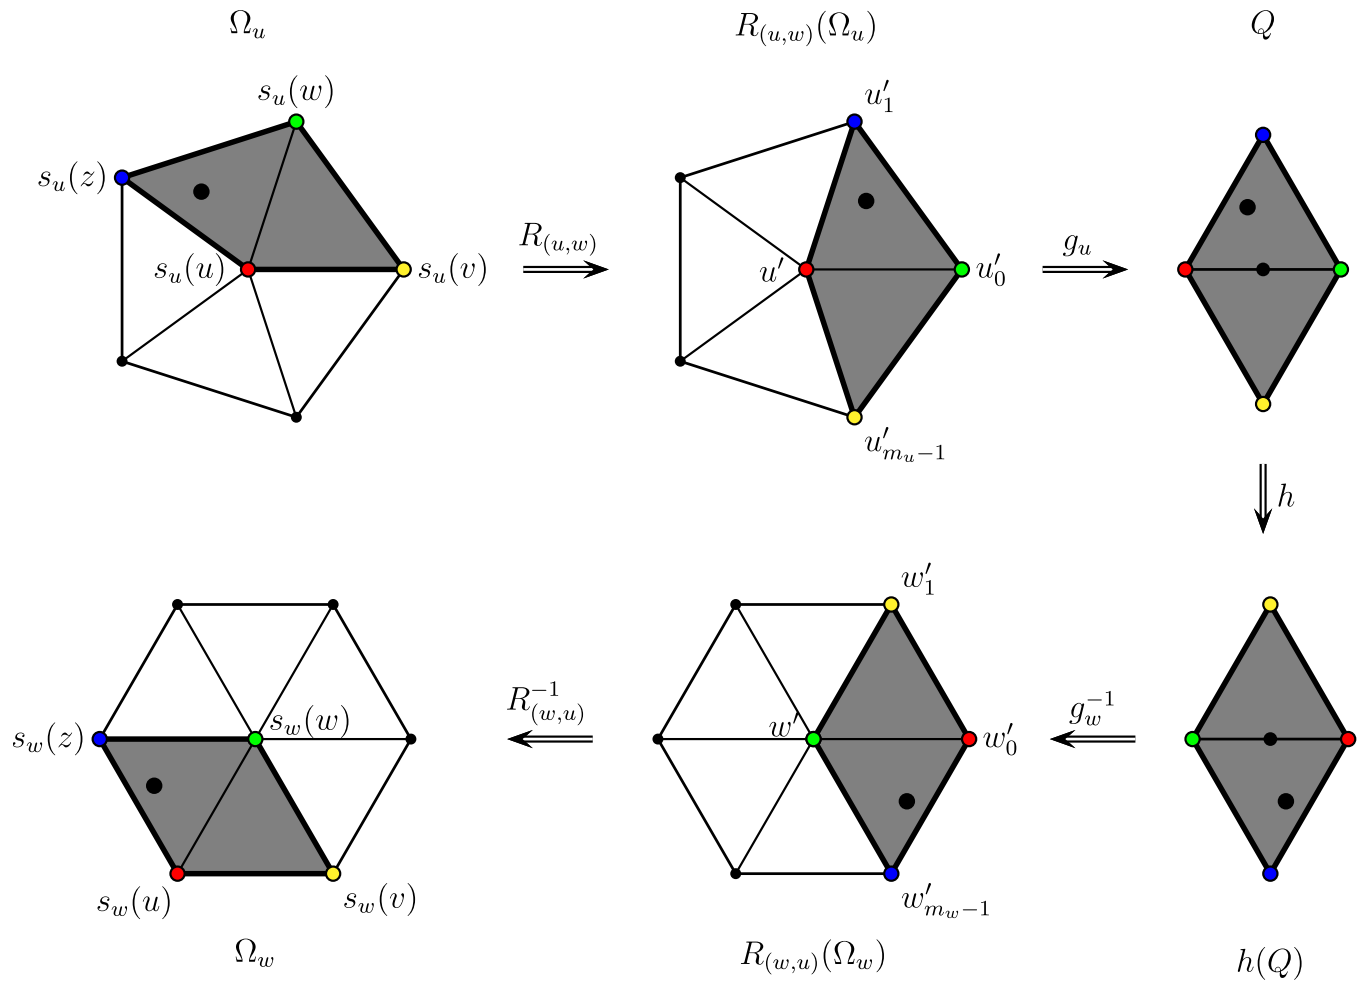 Ω_u
R_{(u,w)}(Ω_u)
Q
s_u(w)
u′_1
s_u(z)
R_{(u,w)}
g_u
s_u(u)
s_u(v)
u′
u′_0
u′_{m_u−1}
h
w′_1
R^{−1}_{(w,u)}
g_w^{−1}
s_w(z)
s_w(w)
w′
w′_0
s_w(u)
s_w(v)
w′_{m_w−1}
Ω_w
R_{(w,u)}(Ω_w)
h(Q)